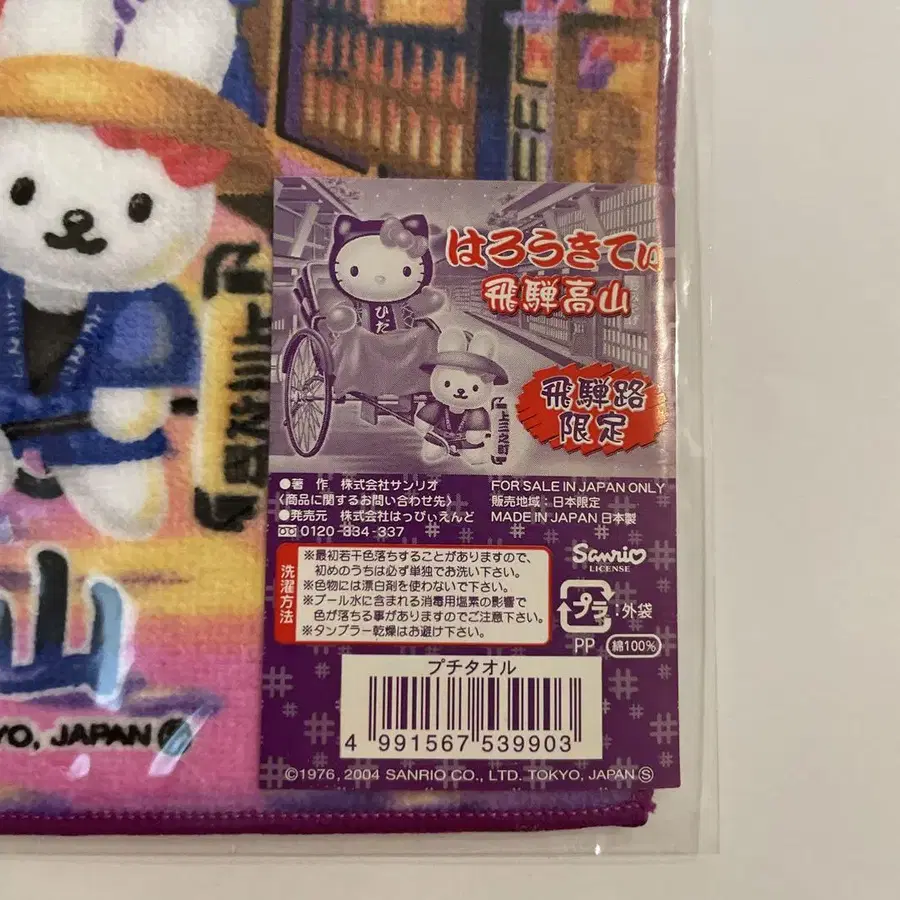 はろうきてぃ
飛騨高山
ひだ
上三之町
飛騨路
限定
●著 作 株式会社サンリオ
〈商品に関するお問い合わせ先〉
●発売元 株式会社はっぴぃえんど
0120-334-337
FOR SALE IN JAPAN ONLY
販売地域:日本限定
MADE IN JAPAN 日本製
Sanrio
LICENSE
洗濯方法
※最初若干色落ちすることがありますので、
初めのうちは必ず単独でお洗い下さい。
※色物には漂白剤を使わないで下さい。
※プール水に含まれる消毒用塩素の影響で
色が落ちる事がありますのでご注意下さい。
※タンブラー乾燥はお避け下さい。
プラ:外袋
PP 綿100%
プチタオル
4 991567 539903
©1976, 2004 SANRIO CO., LTD. TOKYO, JAPAN Ⓢ
山
YO, JAPAN Ⓢ